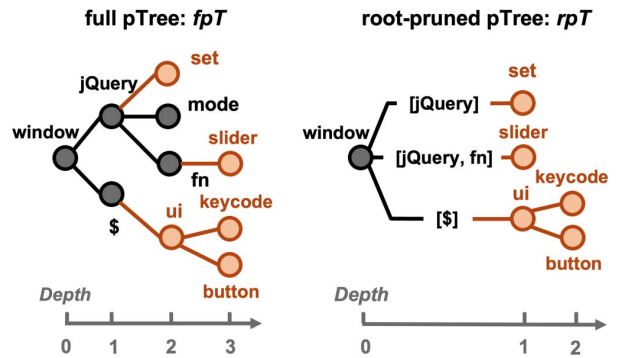 full pTree: fpT
root-pruned pTree: rpT
set
jQuery
mode
window
slider
fn
keycode
ui
$
button
Depth
0 1 2 3
set
[jQuery]
window
slider
[jQuery, fn]
keycode
ui
[$]
button
Depth
0 1 2